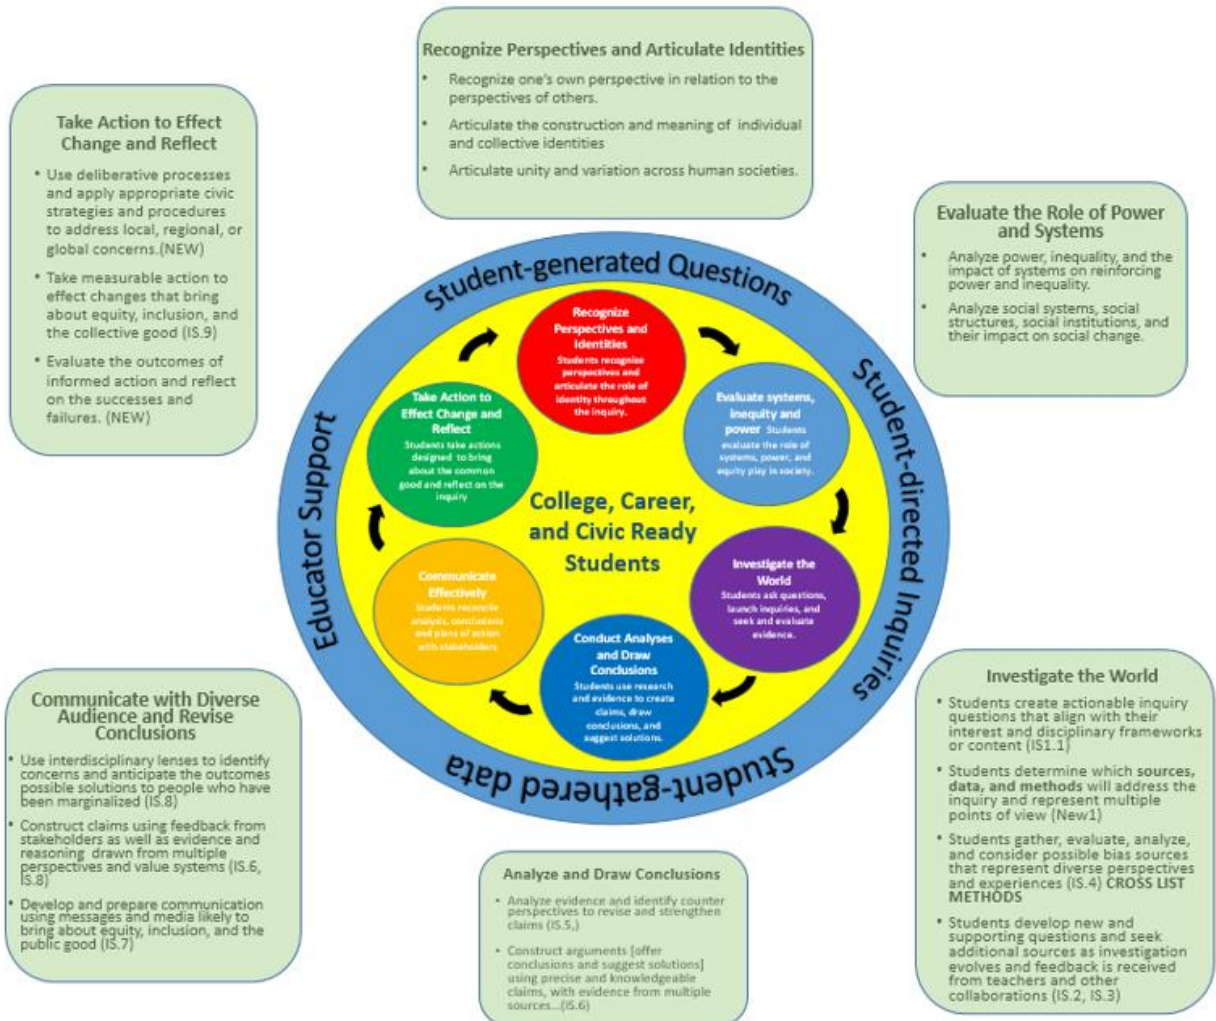 Recognize Perspectives and Articulate Identities
• Recognize one's own perspective in relation to the
perspectives of others.
• Articulate the construction and meaning of individual
and collective identities
• Articulate unity and variation across human societies.
Take Action to Effect
Change and Reflect
• Use deliberative processes
and apply appropriate civic
strategies and procedures
to address local, regional, or
global concerns.(NEW)
• Take measurable action to
effect changes that bring
about equity, inclusion, and
the collective good (IS.9)
• Evaluate the outcomes of
informed action and reflect
on the successes and
failures. (NEW)
Evaluate the Role of Power
and Systems
• Analyze power, inequality, and the
impact of systems on reinforcing
power and inequality.
• Analyze social systems, social
structures, social institutions, and
their impact on social change.
Student-generated Questions
Student-directed Inquiries
Student-gathered data
Educator Support
Recognize
Perspectives and
Identities
Students recognize
perspectives and
articulate the role of
identity throughout
the inquiry.
Evaluate systems,
inequity and
power Students
evaluate the role of
systems, power, and
equity play in society.
Investigate the
World
Students ask questions,
launch inquiries, and
seek and evaluate
evidence.
Conduct Analyses
and Draw
Conclusions
Students use research
and evidence to create
claims, draw
conclusions, and
suggest solutions.
Communicate
Effectively
Students reconcile
analysis, conclusions
and plans of action
with stakeholders
Take Action to
Effect Change and
Reflect
Students take actions
designed to bring
about the common
good and reflect on the
inquiry
College, Career,
and Civic Ready
Students
Communicate with Diverse
Audience and Revise
Conclusions
• Use interdisciplinary lenses to identify
concerns and anticipate the outcomes
possible solutions to people who have
been marginalized (IS.8)
• Construct claims using feedback from
stakeholders as well as evidence and
reasoning drawn from multiple
perspectives and value systems (IS.6,
IS.8)
• Develop and prepare communication
using messages and media likely to
bring about equity, inclusion, and the
public good (IS.7)
Analyze and Draw Conclusions
• Analyze evidence and identify counter
perspectives to revise and strengthen
claims (IS.5,)
• Construct arguments [offer
conclusions and suggest solutions]
using precise and knowledgeable
claims, with evidence from multiple
sources...(IS.6)
Investigate the World
• Students create actionable inquiry
questions that align with their
interest and disciplinary frameworks
or content (IS1.1)
• Students determine which sources,
data, and methods will address the
inquiry and represent multiple
points of view (New1)
• Students gather, evaluate, analyze,
and consider possible bias sources
that represent diverse perspectives
and experiences (IS.4) CROSS LIST
METHODS
• Students develop new and
supporting questions and seek
additional sources as investigation
evolves and feedback is received
from teachers and other
collaborations (IS.2, IS.3)